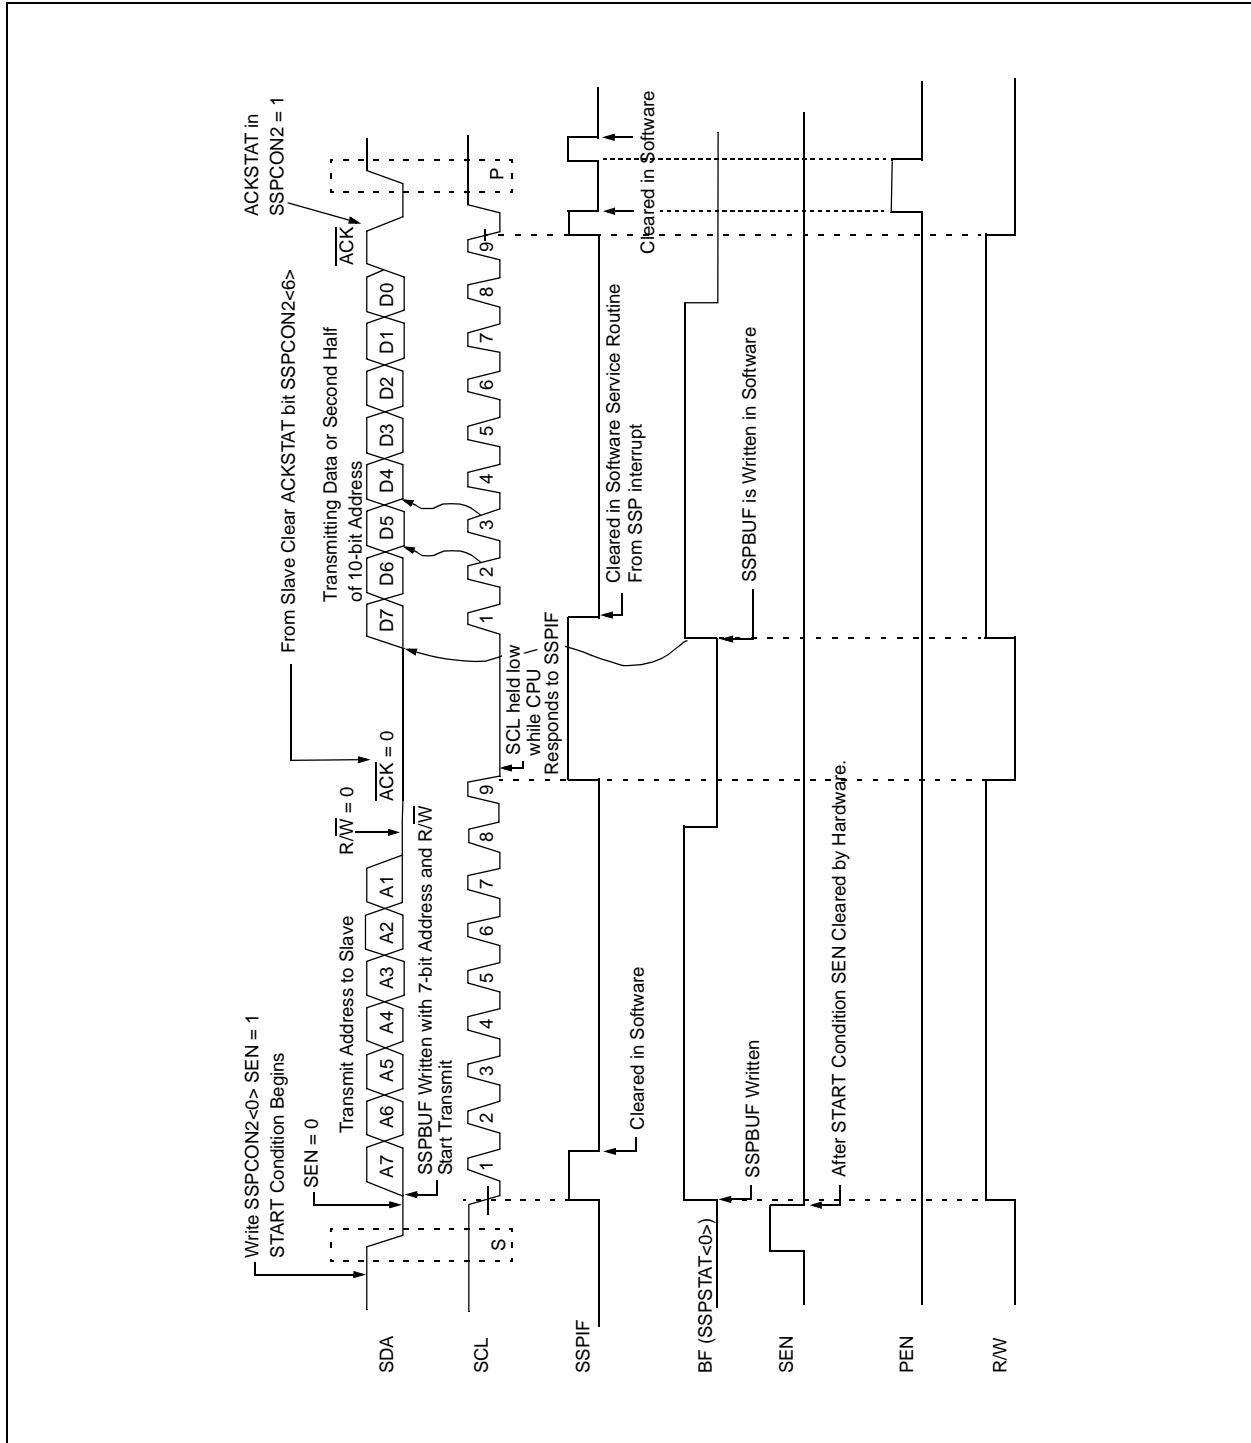 Write SSPCON2<0> SEN = 1
START Condition Begins
SEN = 0
Transmit Address to Slave
R/W = 0
ACK = 0
From Slave Clear ACKSTAT bit SSPCON2<6>
Transmitting Data or Second Half
of 10-bit Address
ACK
ACKSTAT in
SSPCON2 = 1
SDA
A7 A6 A5 A4 A3 A2 A1
D7 D6 D5 D4 D3 D2 D1 D0
SSPBUF Written with 7-bit Address and R/W
Start Transmit
SCL
S
1 2 3 4 5 6 7 8 9
1 2 3 4 5 6 7 8 9
P
SCL held low
while CPU
Responds to SSPIF
SSPIF
Cleared in Software
Cleared in Software Service Routine
From SSP interrupt
Cleared in Software
BF (SSPSTAT<0>)
SSPBUF Written
SSPBUF is Written in Software
SEN
After START Condition SEN Cleared by Hardware.
PEN
R/W